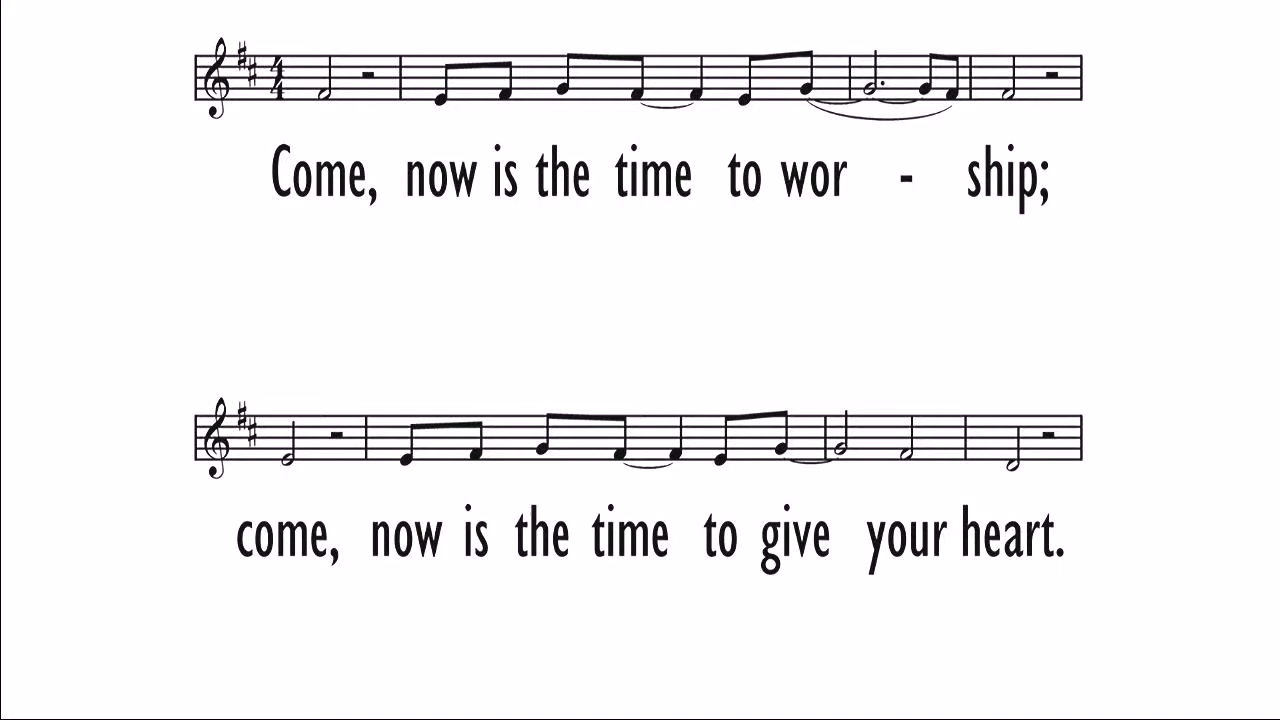 Come, now is the time to wor - ship;
come, now is the time to give your heart.